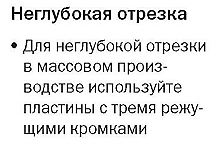 Неглубокая отрезка
• Для неглубокой отрезки
в массовом произ-
водстве используйте
пластины с тремя режу-
щими кромками